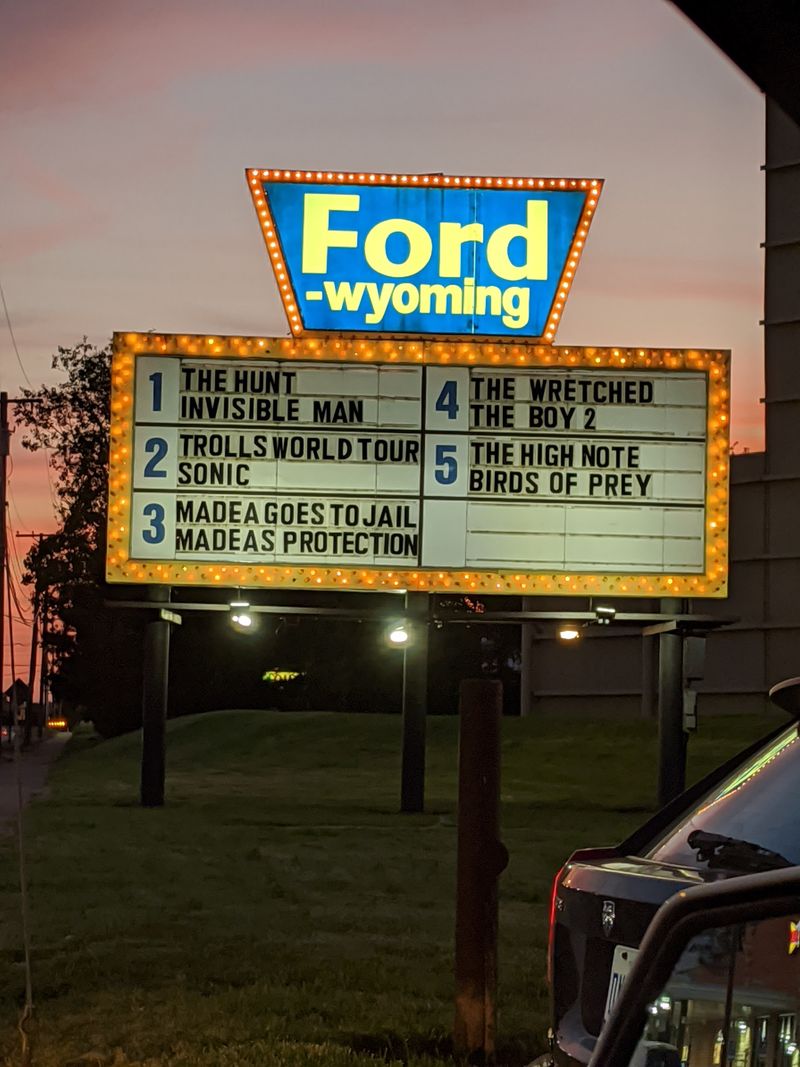 Ford
-wyoming
1 THE HUNT
INVISIBLE MAN
2 TROLLS WORLD TOUR
SONIC
3 MADEA GOES TO JAIL
MADEAS PROTECTION
4 THE WRETCHED
THE BOY 2
5 THE HIGH NOTE
BIRDS OF PREY